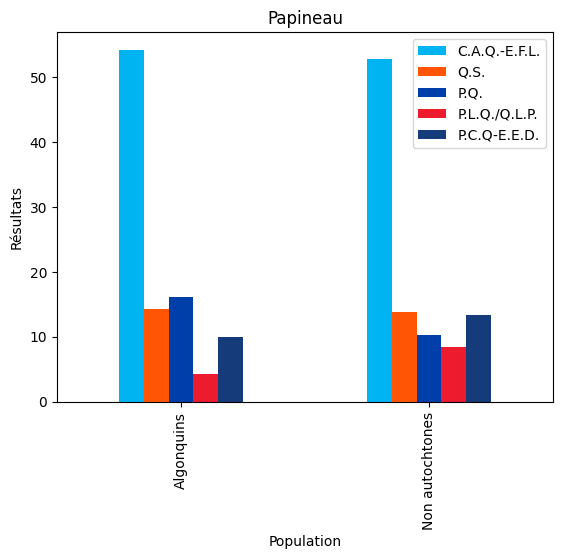 Papineau
C.A.Q.-E.F.L.
Q.S.
P.Q.
P.L.Q./Q.L.P.
P.C.Q-E.E.D.
Résultats
50
40
30
20
10
0
Algonquins
Non autochtones
Population